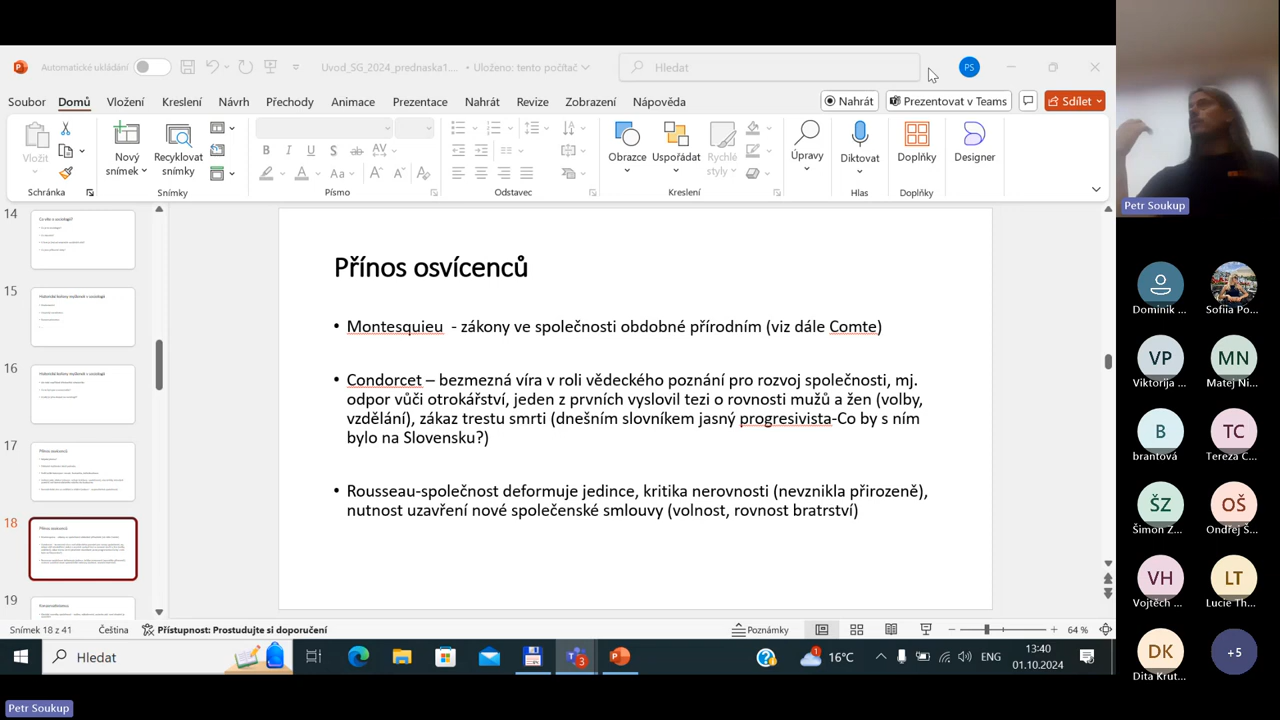 Automatické ukládání
Uvod_SG_2024_prednaska1.... • Uloženo: tento počítač
Hledat
PS
Soubor Domů Vložení Kreslení Návrh Přechody Animace Prezentace Nahrát Revize Zobrazení Nápověda
Nahrát
Prezentovat v Teams
Sdílet
Vložit
Nový snímek
Recyklovat snímky
Obrazce
Uspořádat
Rychlé styly
Úpravy
Diktovat
Doplňky
Designer
Schránka
Snímky
Písmo
Odstavec
Kreslení
Hlas
Doplňky
Petr Soukup
14
15
16
17
18
19
Přínos osvícenců
• Montesquieu - zákony ve společnosti obdobné přírodním (viz dále Comte)
• Condorcet – bezmezná víra v roli vědeckého poznání pro rozvoj společnosti, mj.
odpor vůči otrokářství, jeden z prvních vyslovil tezi o rovnosti mužů a žen (volby,
vzdělání), zákaz trestu smrti (dnešním slovníkem jasný progresivista-Co by s ním
bylo na Slovensku?)
• Rousseau-společnost deformuje jedince, kritika nerovnosti (nevznikla přirozeně),
nutnost uzavření nové společenské smlouvy (volnost, rovnost bratrství)
Dominik ...
Sofiia Po...
VP
MN
Viktorija ...
Matej Ni...
B
TC
brantová
Tereza C...
ŠZ
OŠ
Šimon Z...
Ondřej Š...
VH
LT
Vojtěch ...
Lucie Th...
DK
+5
Dita Krut...
Snímek 18 z 41
Čeština
Přístupnost: Prostudujte si doporučení
Poznámky
64 %
Hledat
16°C
ENG
13:40
01.10.2024
Petr Soukup